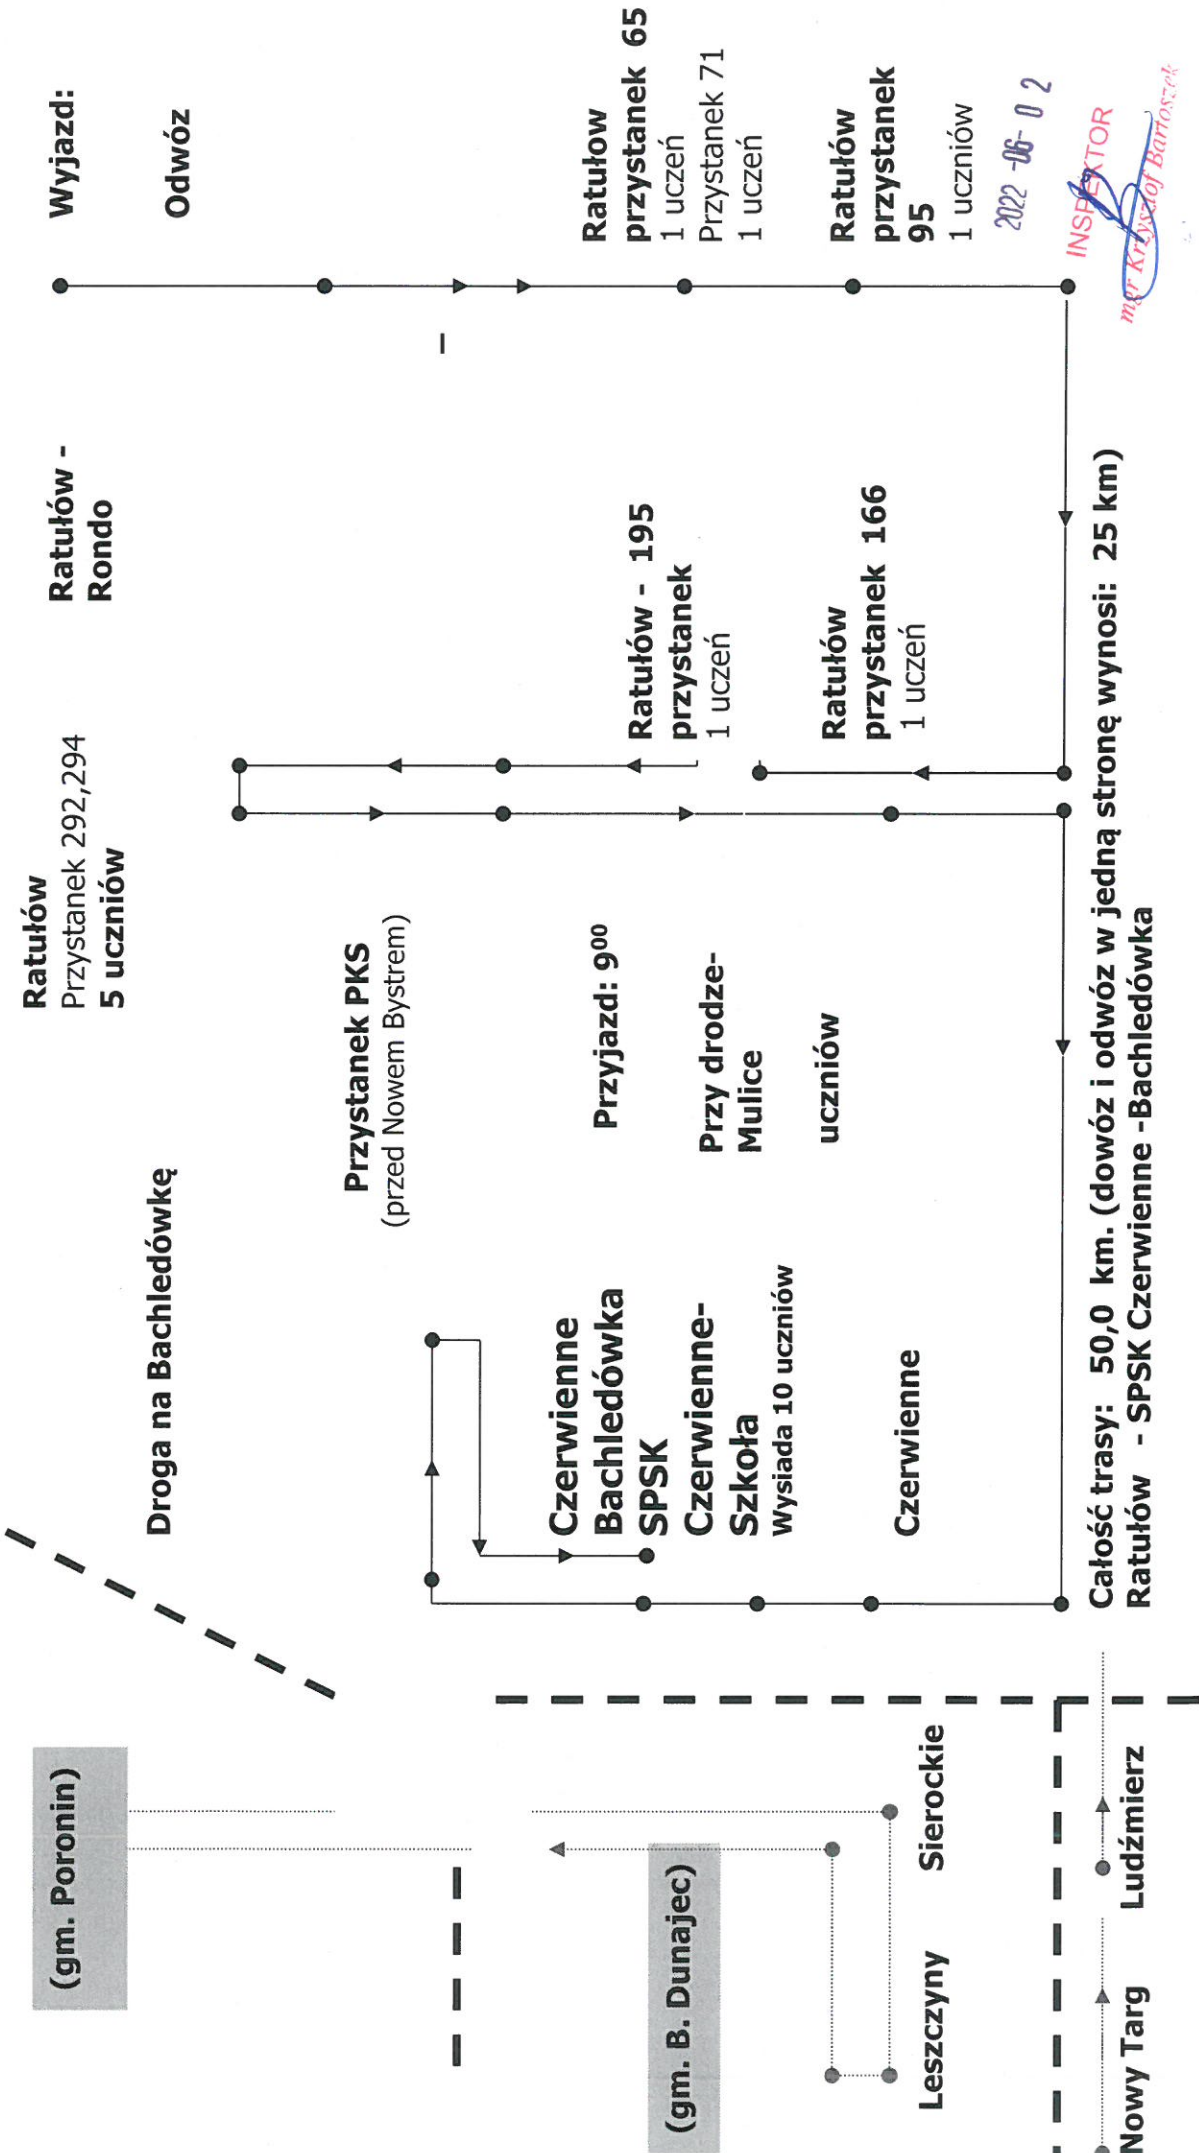 (gm. Poronin)
Droga na Bachledówkę
Ratułów
Przystanek 292,294
5 uczniów
Ratułów -
Rondo
Wyjazd:
Odwóz
Przystanek PKS
(przed Nowem Bystrem)
–
Czerwienne
Bachledówka
SPSK
Czerwienne-
Szkoła
Wysiada 10 uczniów
Przyjazd: 9⁰⁰
Przy drodze-
Mulice
uczniów
Ratułów - 195
przystanek
1 uczeń
Ratułow
przystanek 65
1 uczeń
Przystanek 71
1 uczeń
(gm. B. Dunajec)
Leszczyny
Sierockie
Czerwienne
Ratułów
przystanek 166
1 uczeń
Ratułów
przystanek
95
1 uczniów
2022 -06- 0 2
INSPEKTOR
mgr Krzysztof Bartoszek
Nowy Targ
Ludźmierz
Całość trasy: 50,0 km. (dowóz i odwóz w jedną stronę wynosi: 25 km)
Ratułów - SPSK Czerwienne -Bachledówka